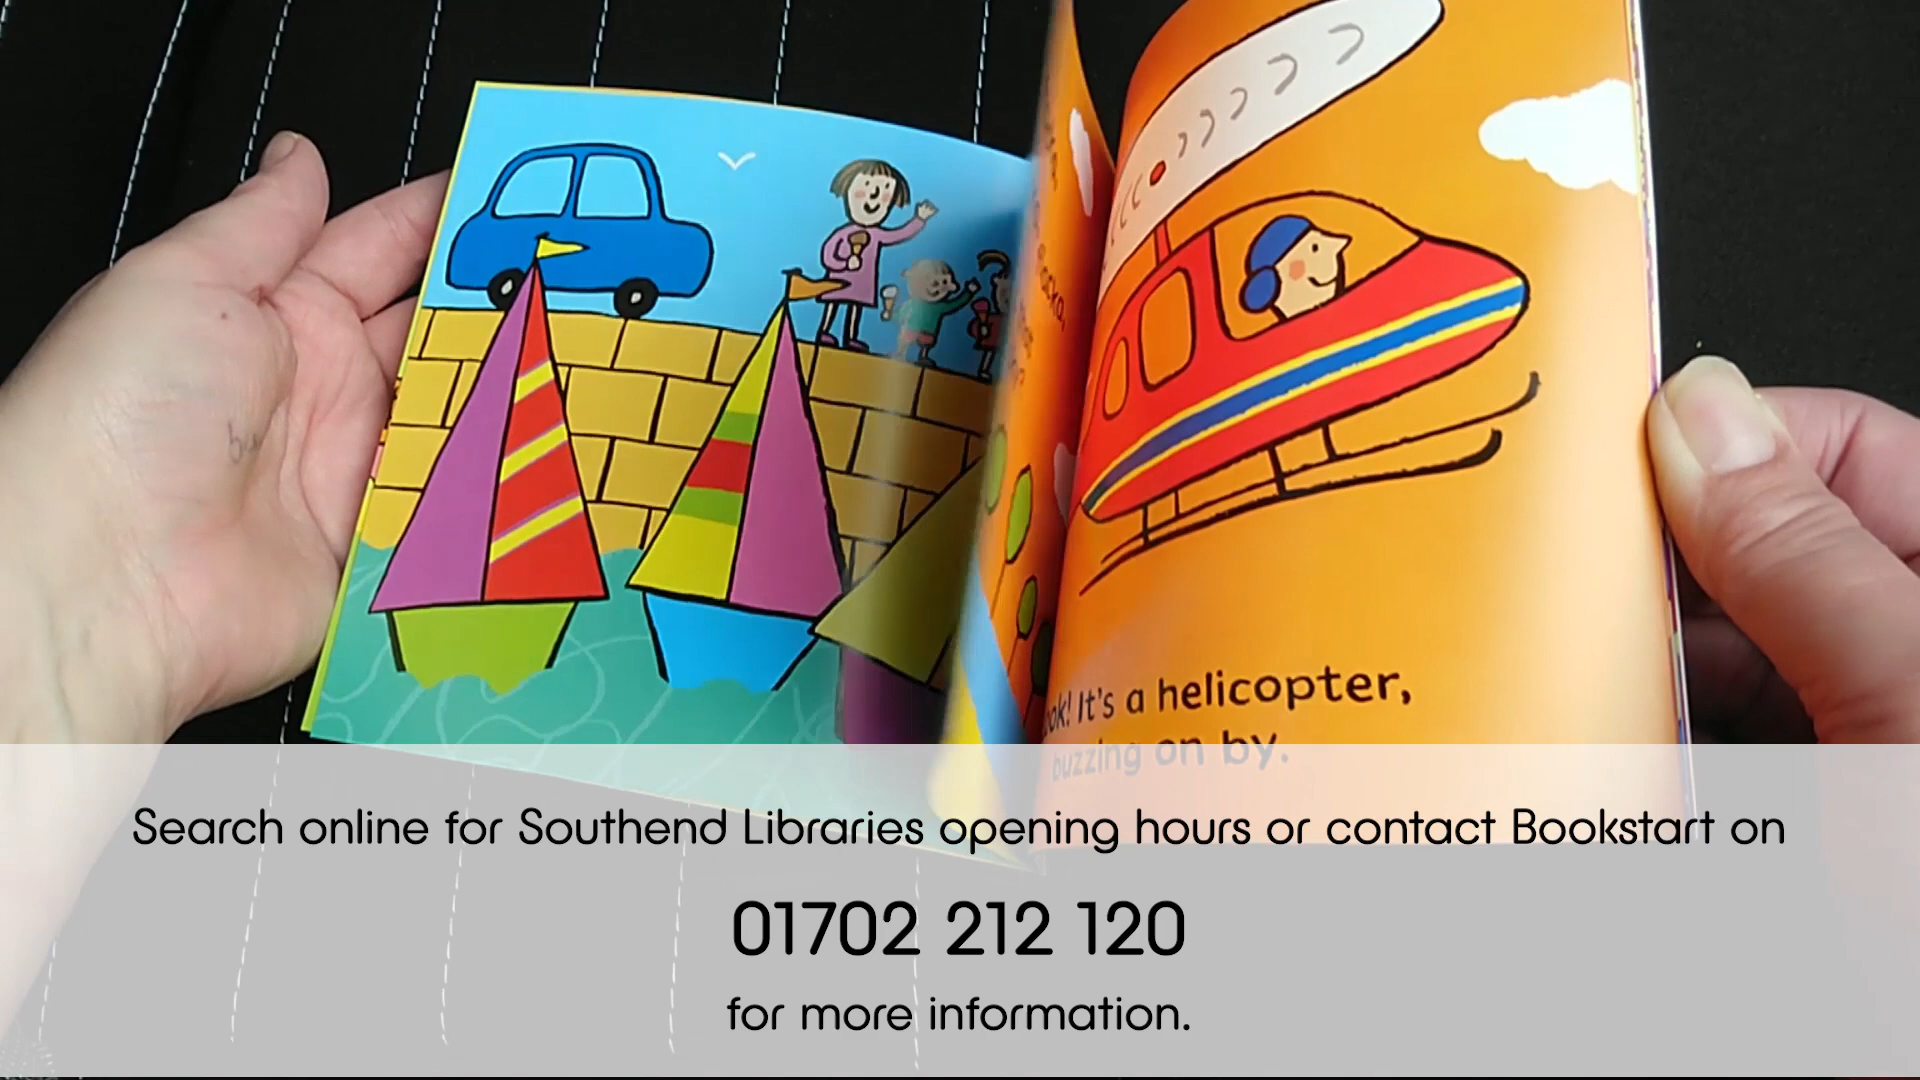 ok! It's a helicopter,
buzzing on by.
Search online for Southend Libraries opening hours or contact Bookstart on
01702 212 120
for more information.